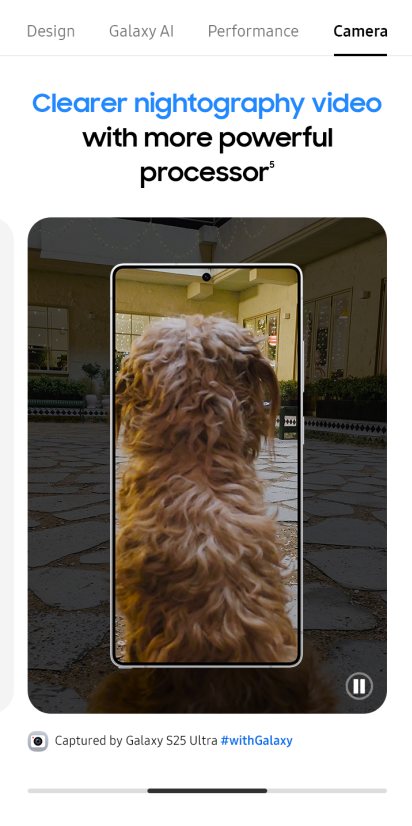 Design Galaxy AI Performance Camera
Clearer nightography video
with more powerful
processor⁵
Captured by Galaxy S25 Ultra #withGalaxy